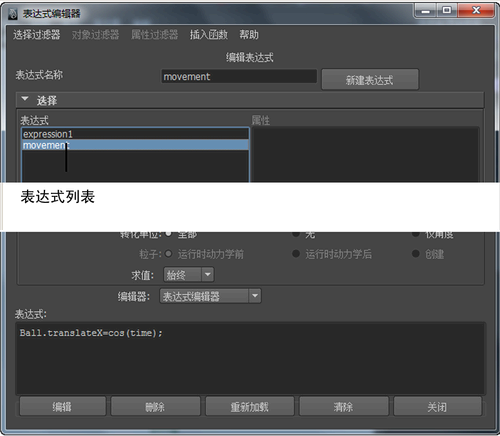 表达式编辑器
选择过滤器 对象过滤器 属性过滤器 插入函数 帮助
编辑表达式
表达式名称 movement 新建表达式
选择
表达式 属性
expression1
movement
表达式列表
转化单位: 全部 无 仅角度
粒子: 运行时动力学前 运行时动力学后 创建
求值: 始终
编辑器: 表达式编辑器
表达式:
Ball.translateX=cos(time);
编辑 删除 重新加载 清除 关闭